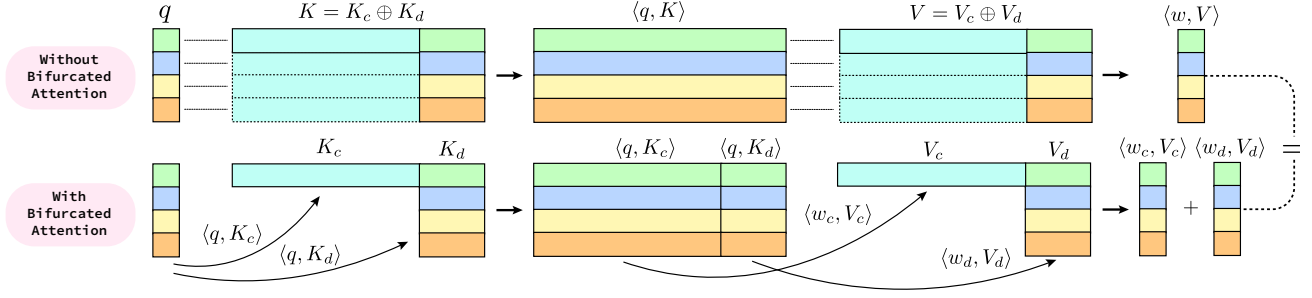 q
K = K_c ⊕ K_d
⟨q, K⟩
V = V_c ⊕ V_d
⟨w, V⟩
Without
Bifurcated
Attention
=
K_c
K_d
⟨q, K_c⟩
⟨q, K_d⟩
V_c
V_d
⟨w_c, V_c⟩
⟨w_d, V_d⟩
With
Bifurcated
Attention
⟨q, K_c⟩
⟨q, K_d⟩
⟨w_c, V_c⟩
⟨w_d, V_d⟩
+